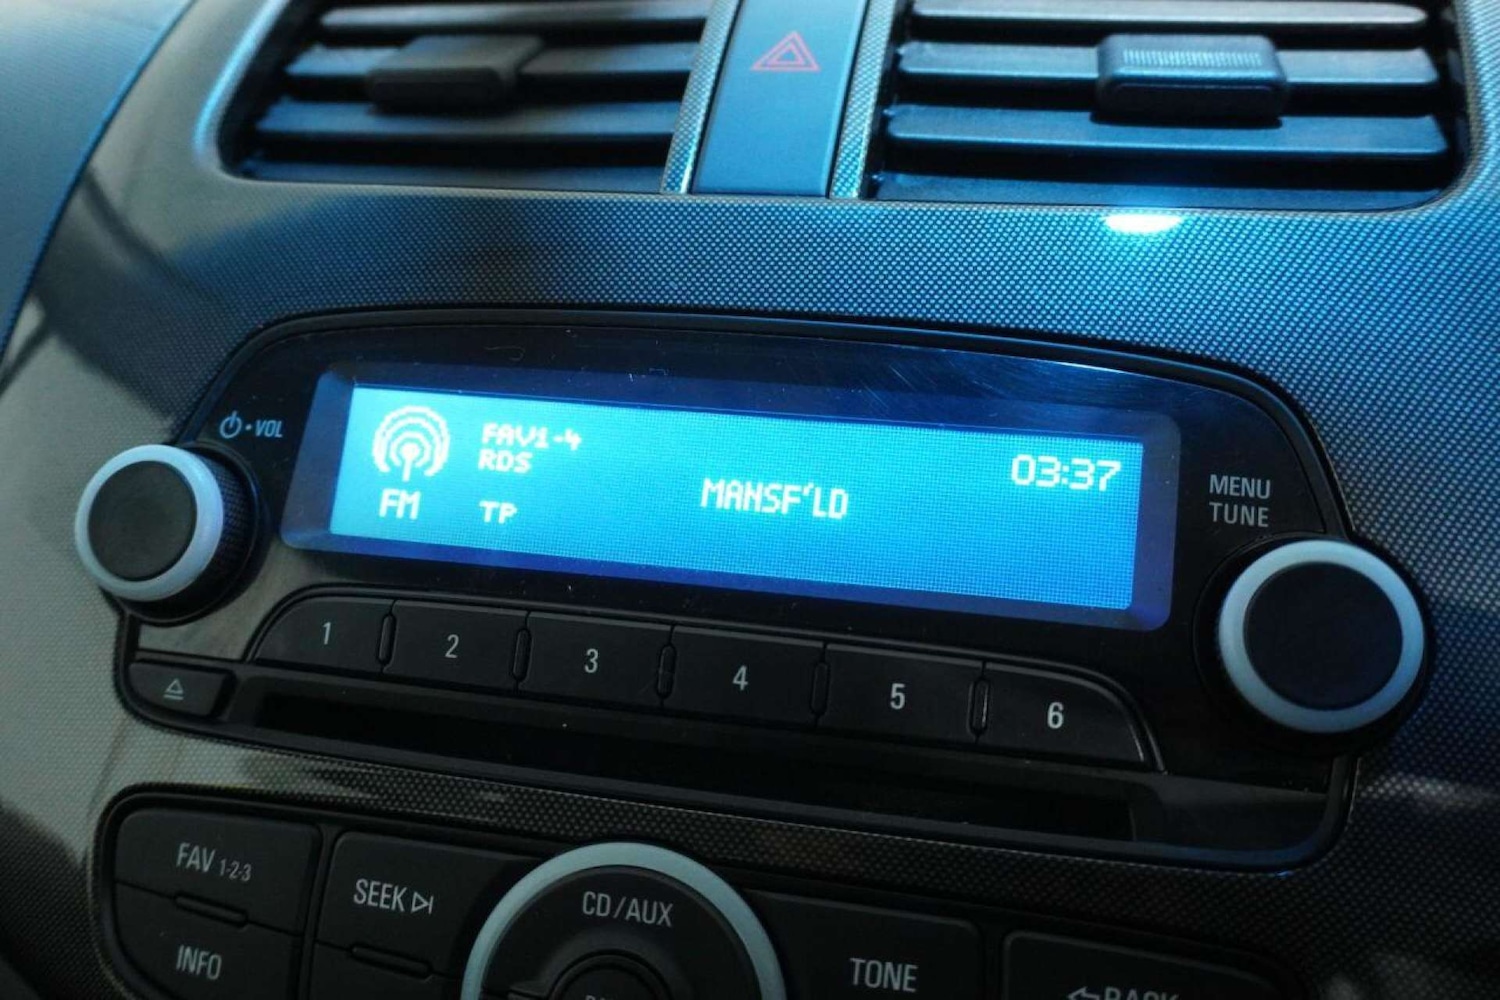 VOL
FAV1-4
RDS
FM
TP
MANSF'LD
03:37
MENU
TUNE
1
2
3
4
5
6
FAV 1-2-3
SEEK
CD/AUX
INFO
TONE
BACK